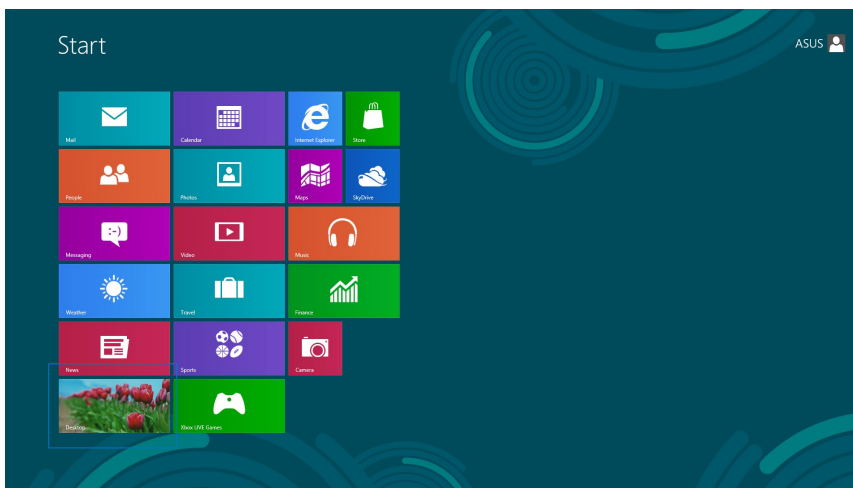 Start
ASUS
Mail
Calendar
Internet Explorer
Store
People
Photos
Maps
SkyDrive
Messaging
:-)
Video
Music
Weather
Travel
Finance
News
Sports
Camera
Desktop
Xbox LIVE Games